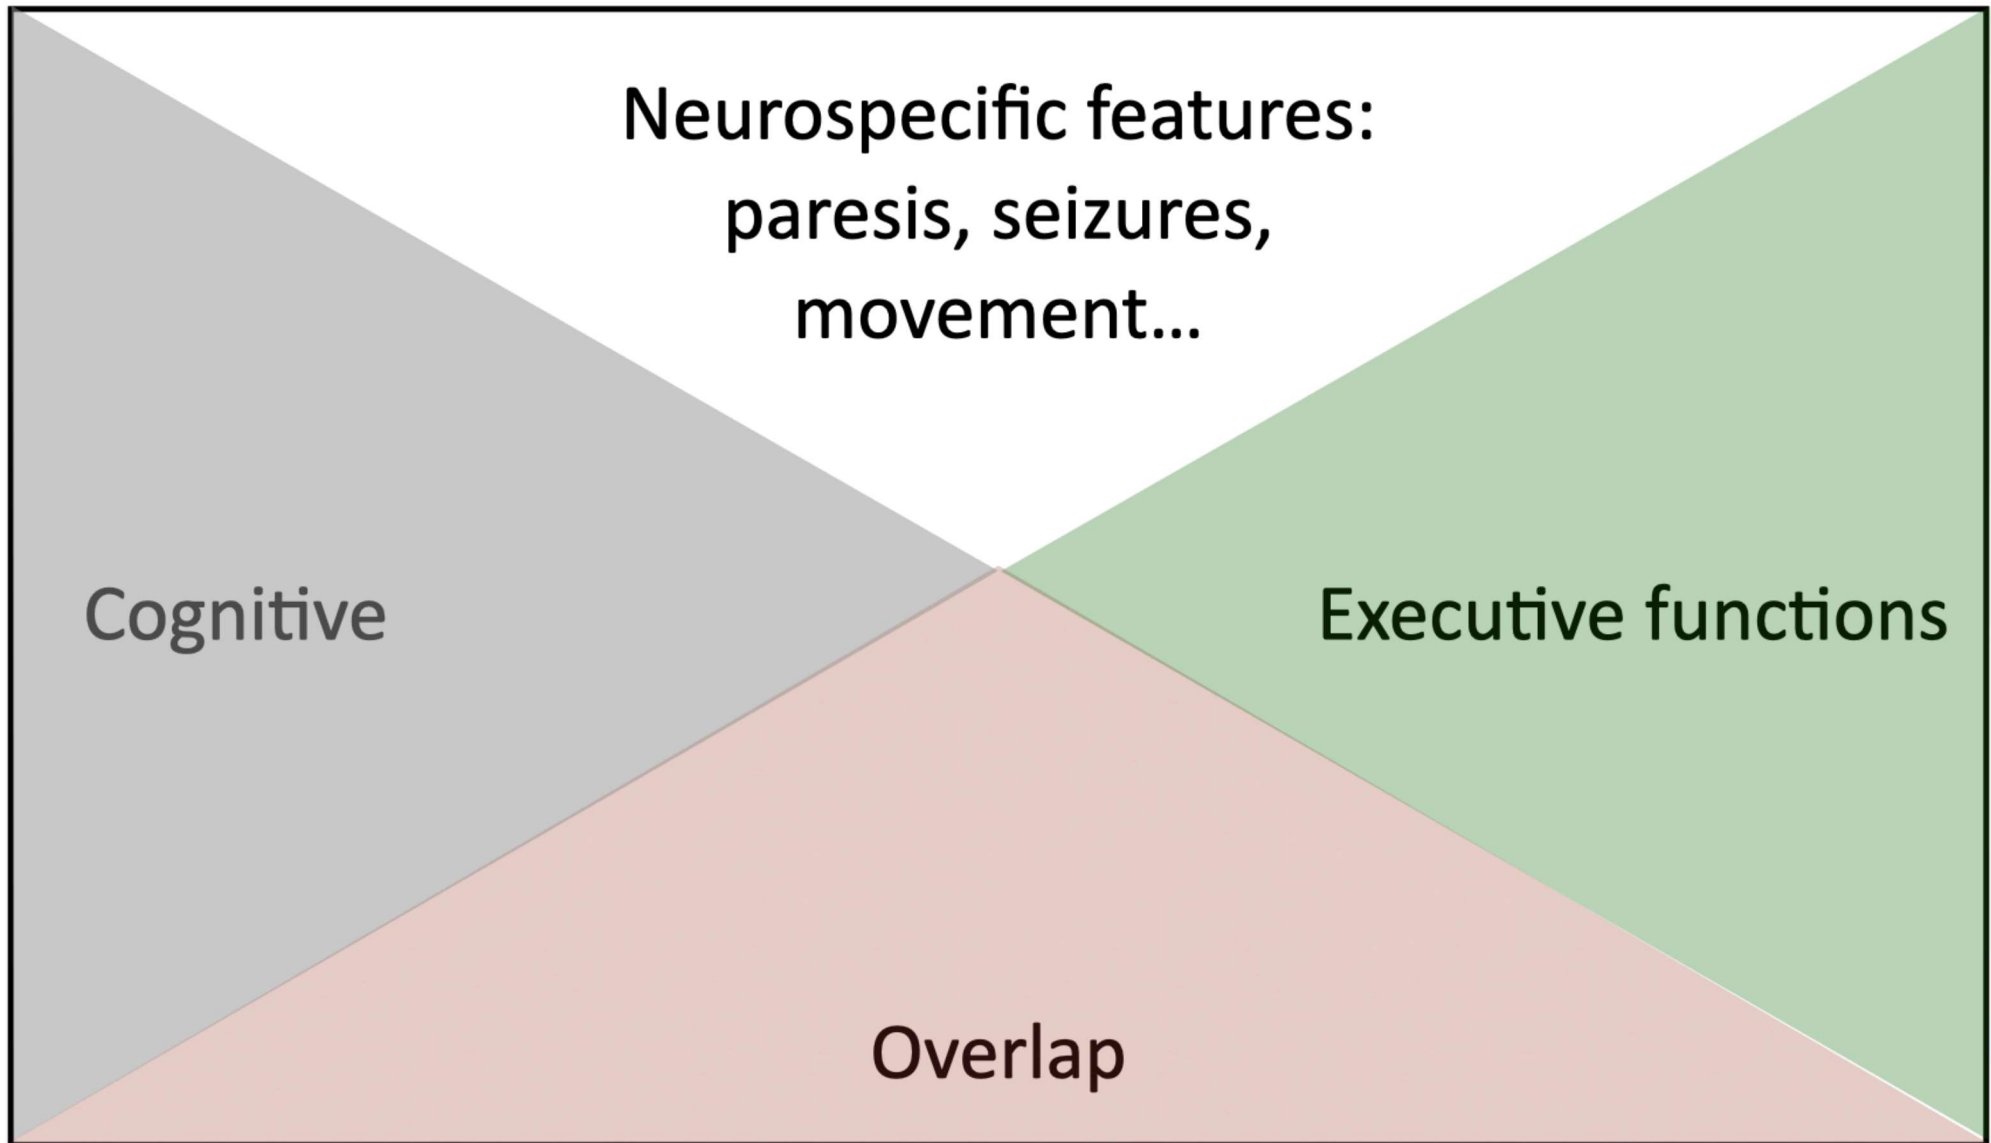 Neurospecific features:
paresis, seizures,
movement...
Cognitive
Executive functions
Overlap